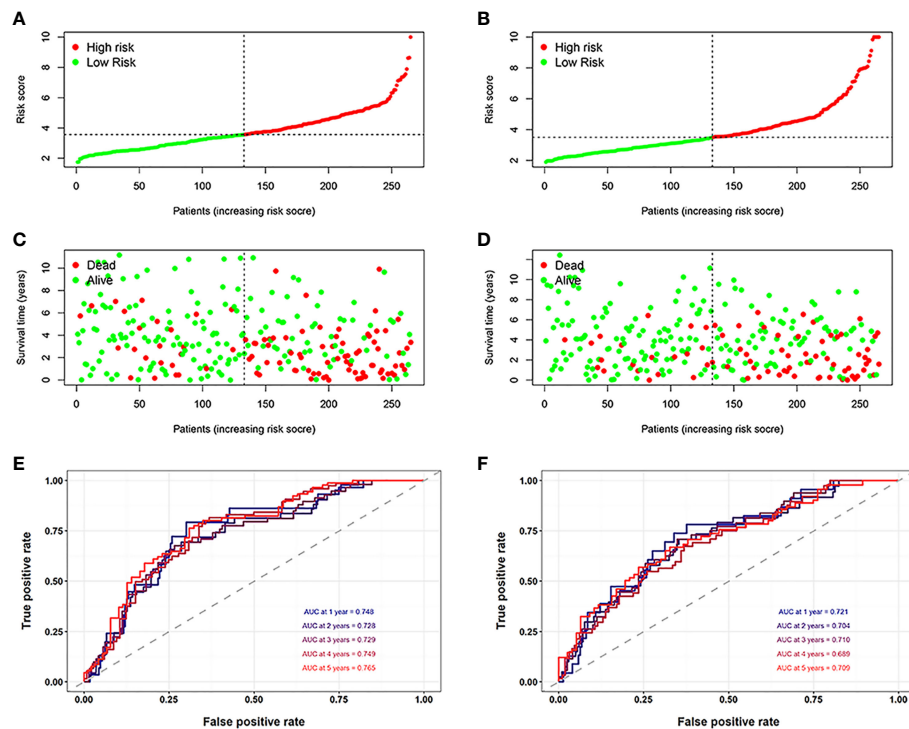 A
High risk
Low Risk
Risk score
2 4 6 8 10
0 50 100 150 200 250
Patients (increasing risk socre)
B
High risk
Low Risk
Risk score
2 4 6 8 10
0 50 100 150 200 250
Patients (increasing risk socre)
C
Dead
Alive
Survival time (years)
0 2 4 6 8 10
0 50 100 150 200 250
Patients (increasing risk socre)
D
Dead
Alive
Survival time (years)
0 2 4 6 8 10
0 50 100 150 200 250
Patients (increasing risk socre)
E
True positive rate
1.00
0.75
0.50
0.25
0.00
AUC at 1 year = 0.748
AUC at 2 years = 0.728
AUC at 3 years = 0.729
AUC at 4 years = 0.749
AUC at 5 years = 0.765
0.00 0.25 0.50 0.75 1.00
False positive rate
F
True positive rate
1.00
0.75
0.50
0.25
0.00
AUC at 1 year = 0.721
AUC at 2 years = 0.704
AUC at 3 years = 0.710
AUC at 4 years = 0.689
AUC at 5 years = 0.709
0.00 0.25 0.50 0.75 1.00
False positive rate